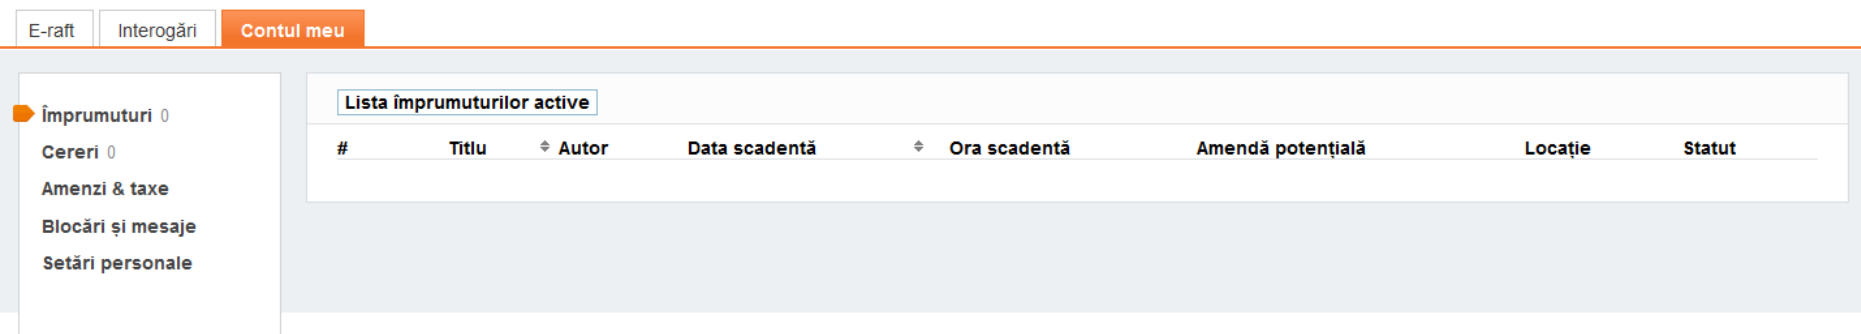 E-raft Interogări Contul meu
Împrumuturi 0
Cereri 0
Amenzi & taxe
Blocări și mesaje
Setări personale
Lista împrumuturilor active
# Titlu Autor Data scadentă Ora scadentă Amendă potențială Locație Statut